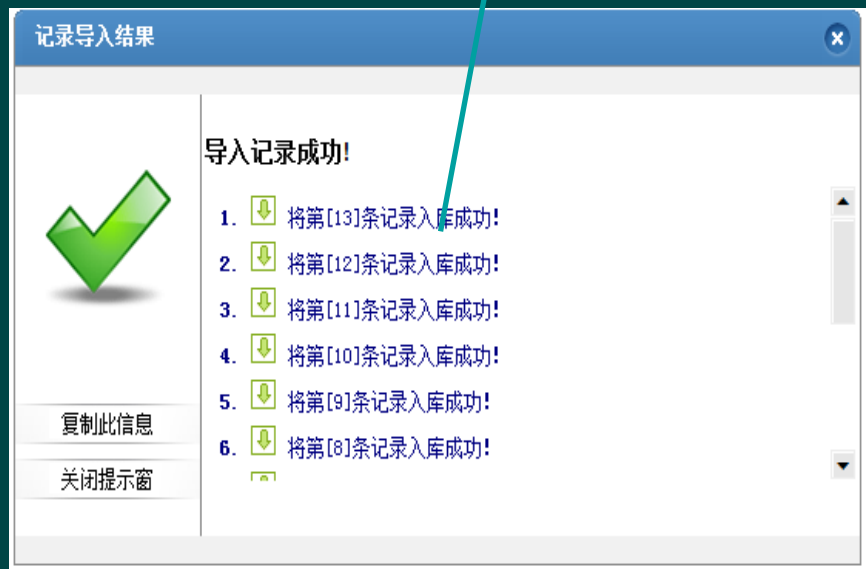 记录导入结果
导入记录成功!
1. 将第[13]条记录入库成功!
2. 将第[12]条记录入库成功!
3. 将第[11]条记录入库成功!
4. 将第[10]条记录入库成功!
5. 将第[9]条记录入库成功!
6. 将第[8]条记录入库成功!
复制此信息
关闭提示窗